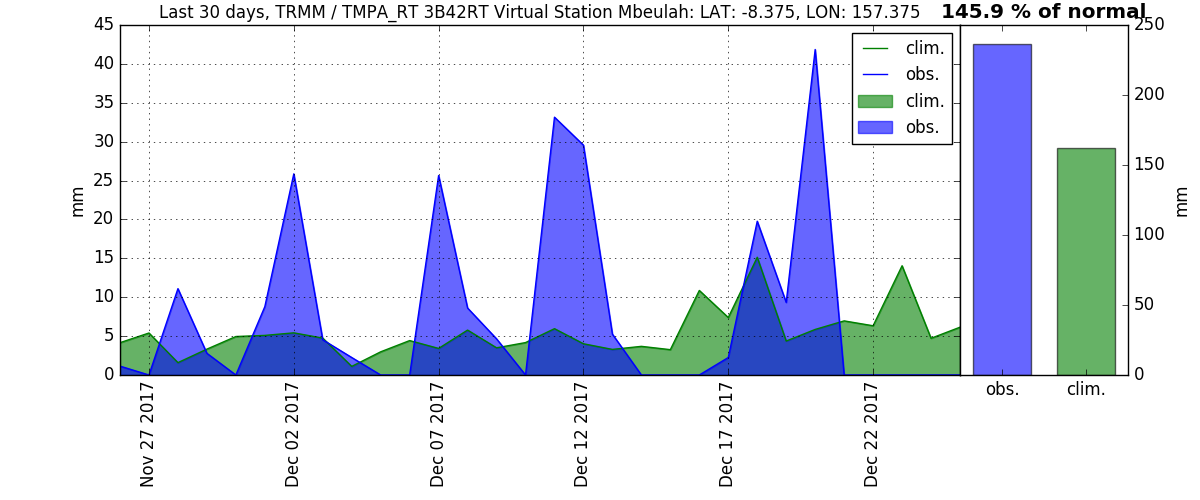 Last 30 days, TRMM / TMPA_RT 3B42RT Virtual Station Mbeulah: LAT: -8.375, LON: 157.375
145.9 % of normal
45
40
35
30
25
20
15
10
5
0
mm
clim.
obs.
clim.
obs.
250
200
150
100
50
0
mm
Nov 27 2017
Dec 02 2017
Dec 07 2017
Dec 12 2017
Dec 17 2017
Dec 22 2017
obs.
clim.